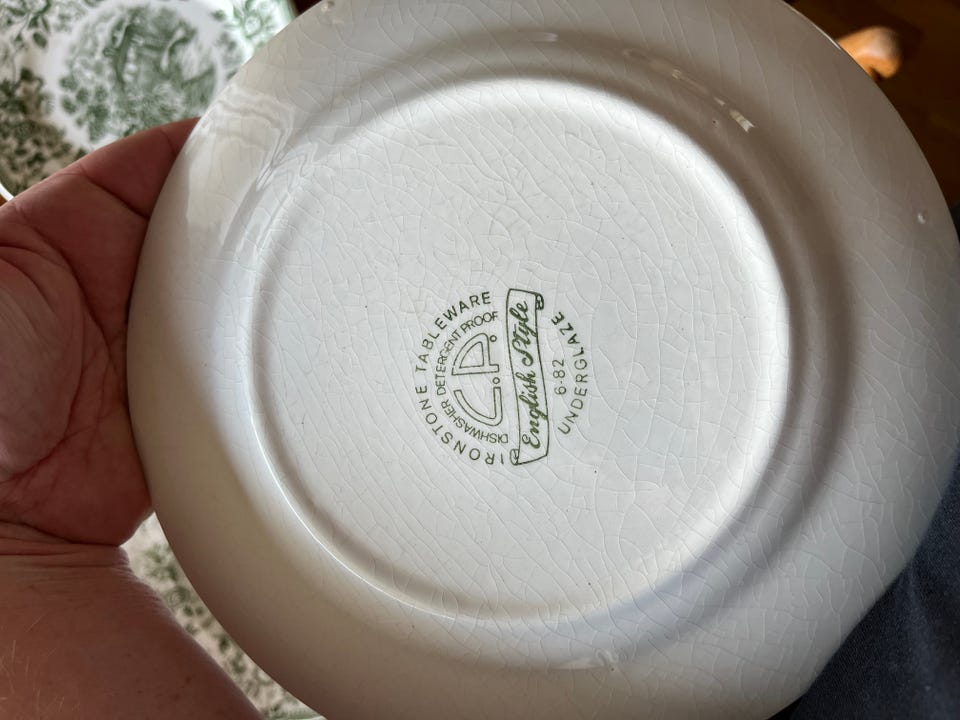 IRONSTONE TABLEWARE
DISHWASHER DETERGENT PROOF
C.P.
English Style
6-82
UNDERGLAZE